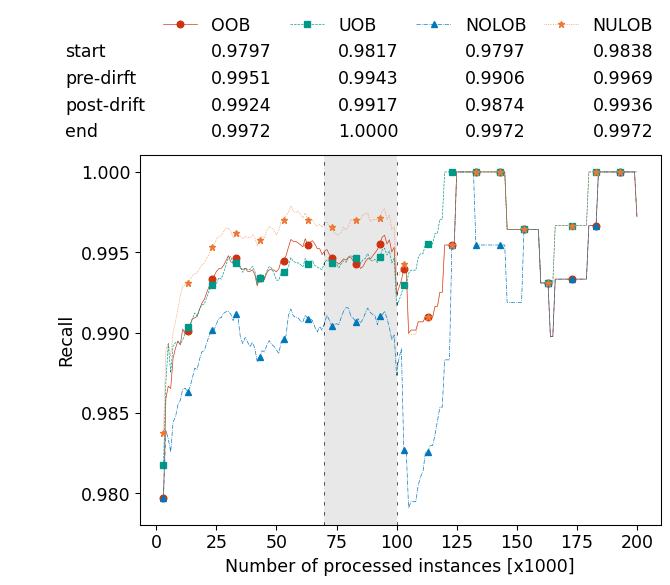 OOB UOB NOLOB NULOB
start 0.9797 0.9817 0.9797 0.9838
pre-dirft 0.9951 0.9943 0.9906 0.9969
post-drift 0.9924 0.9917 0.9874 0.9936
end 0.9972 1.0000 0.9972 0.9972
1.000
0.995
0.990
0.985
0.980
Recall
0 25 50 75 100 125 150 175 200
Number of processed instances [x1000]